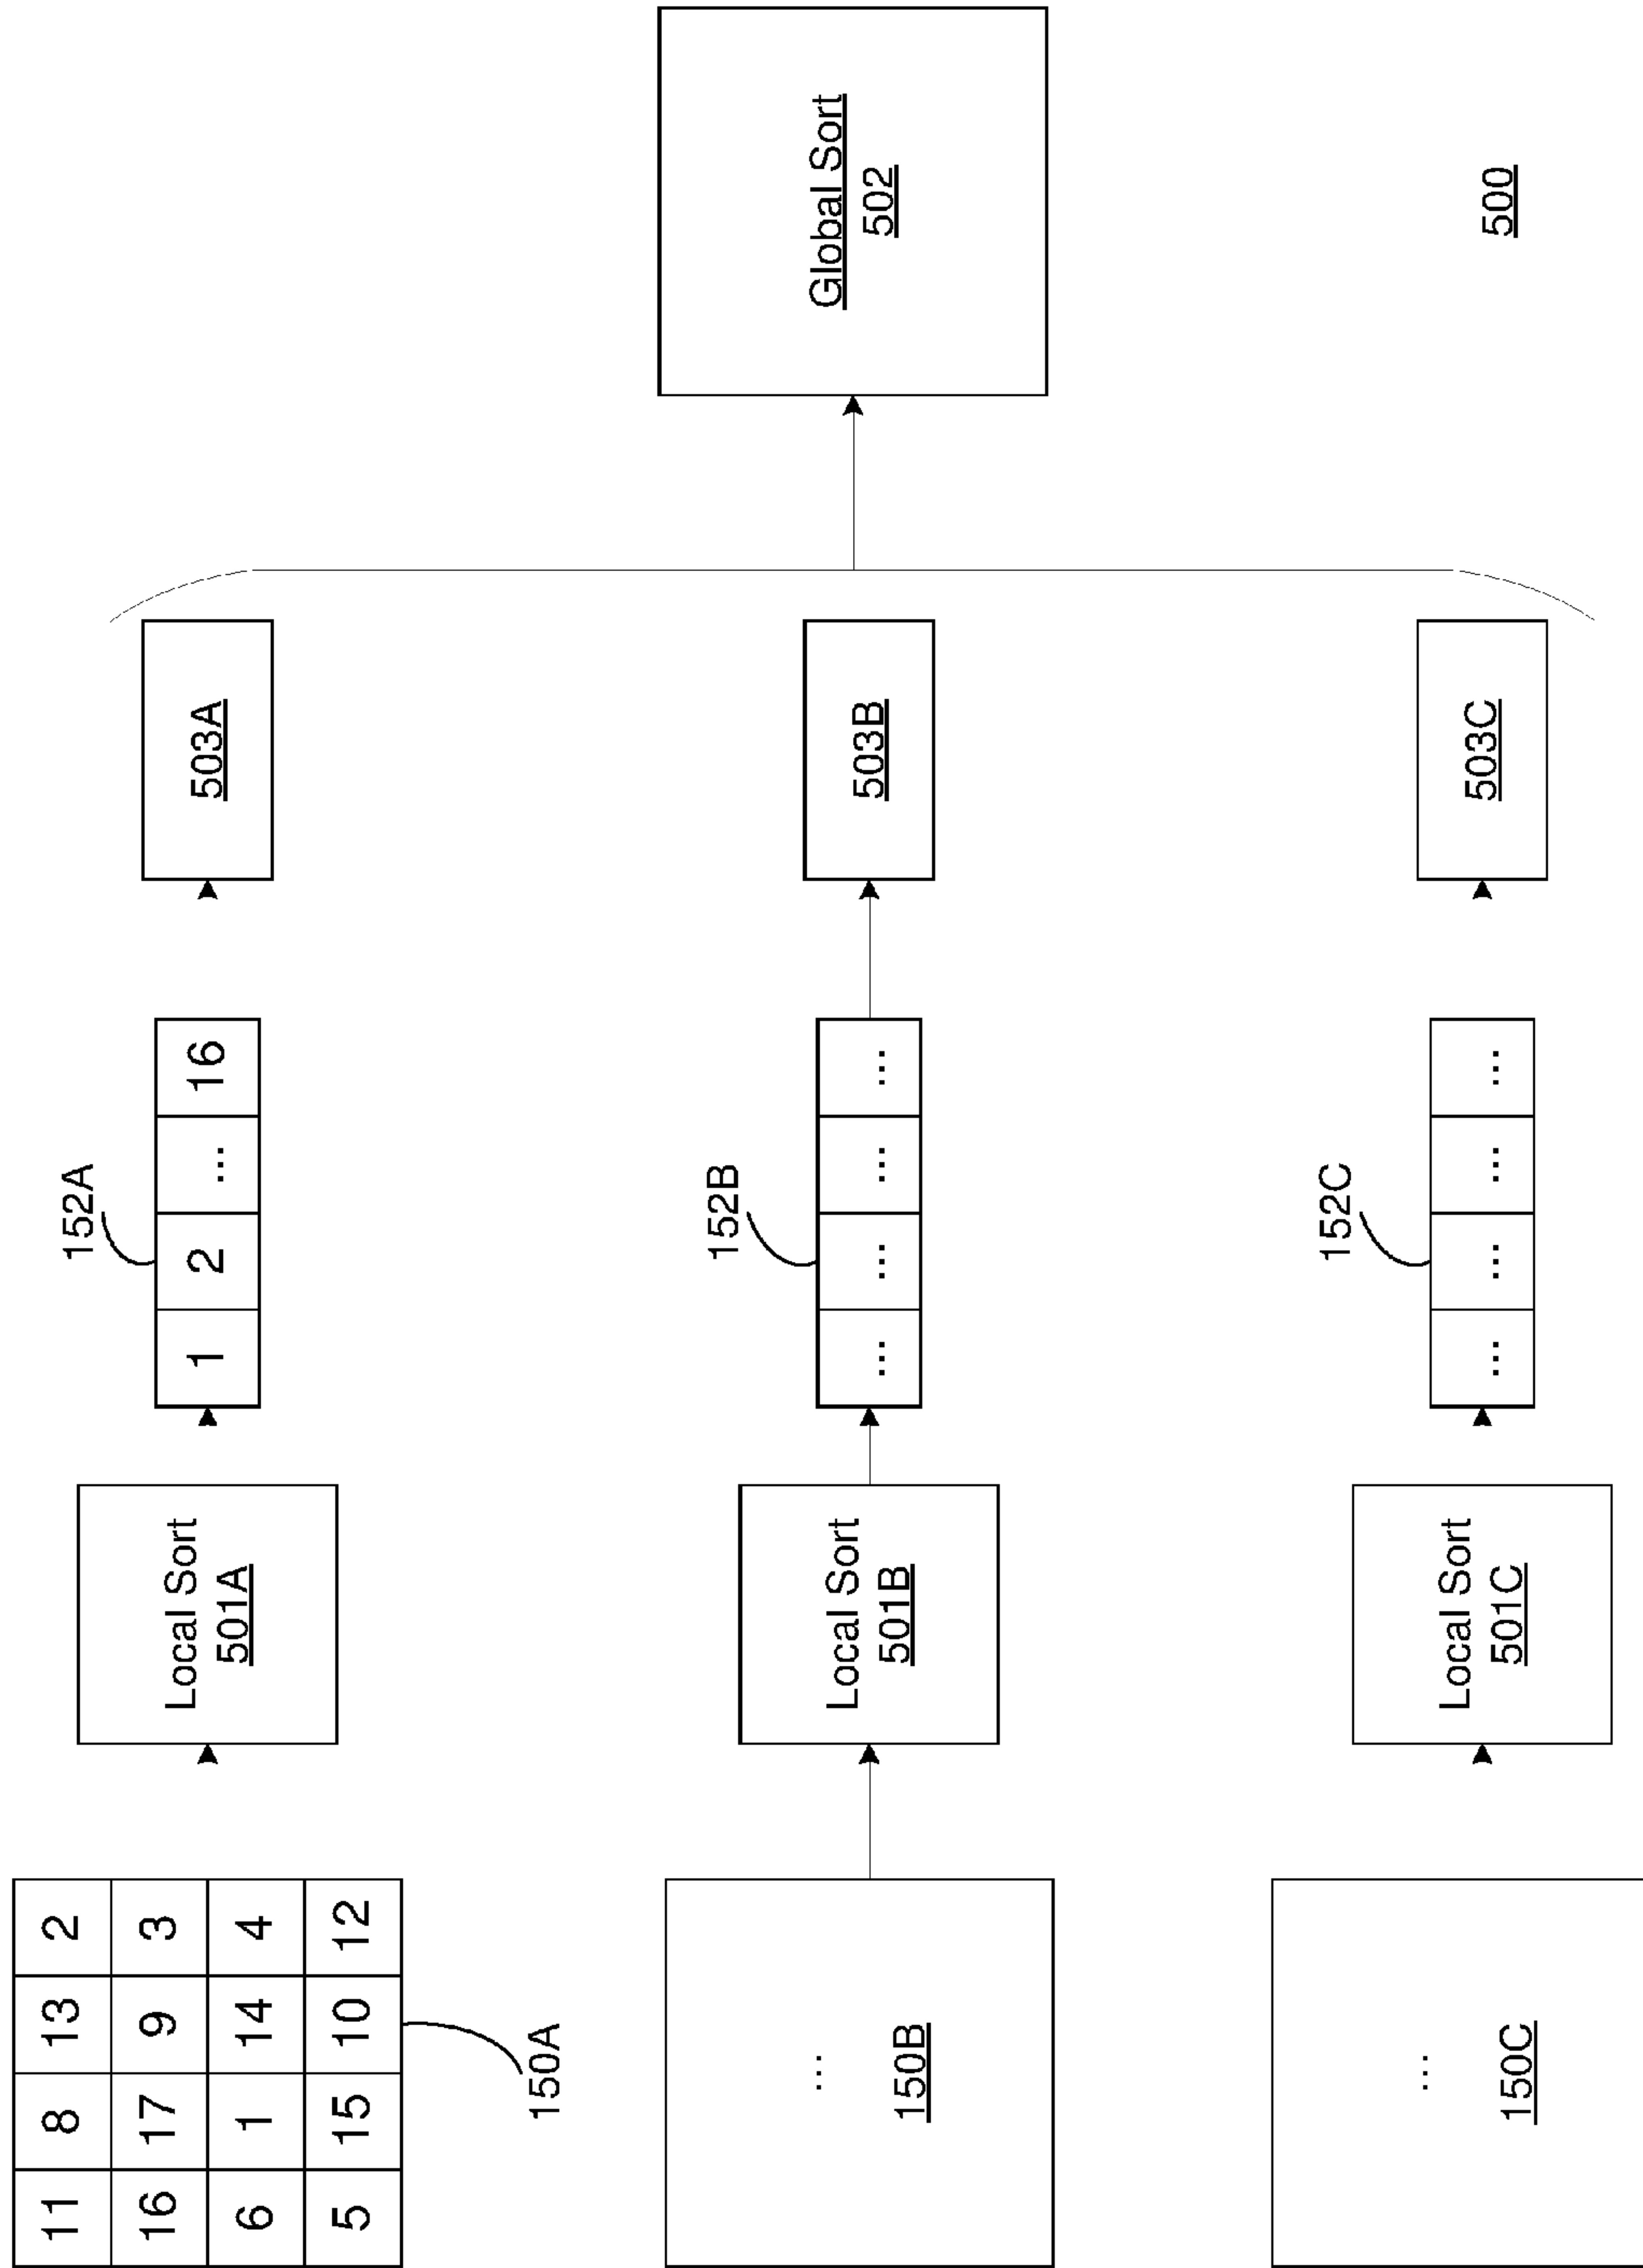 11 8 13 2
16 17 9 3
6 1 14 4
5 15 10 12
150A
Local Sort
501A
152A
1 2 ... 16
503A
...
150B
Local Sort
501B
152B
... ... ... ...
503B
Global Sort
502
...
150C
Local Sort
501C
152C
... ... ... ...
503C
500